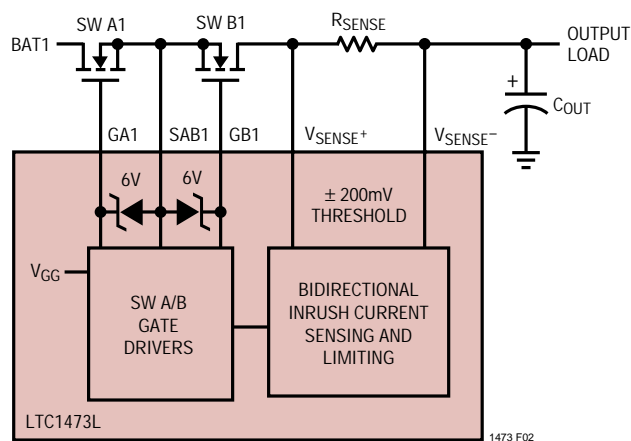 SW A1
SW B1
RSENSE
BAT1
OUTPUT
LOAD
+
COUT
GA1
SAB1
GB1
VSENSE+
VSENSE–
6V
6V
± 200mV
THRESHOLD
VGG
SW A/B
GATE
DRIVERS
BIDIRECTIONAL
INRUSH CURRENT
SENSING AND
LIMITING
LTC1473L
1473 F02